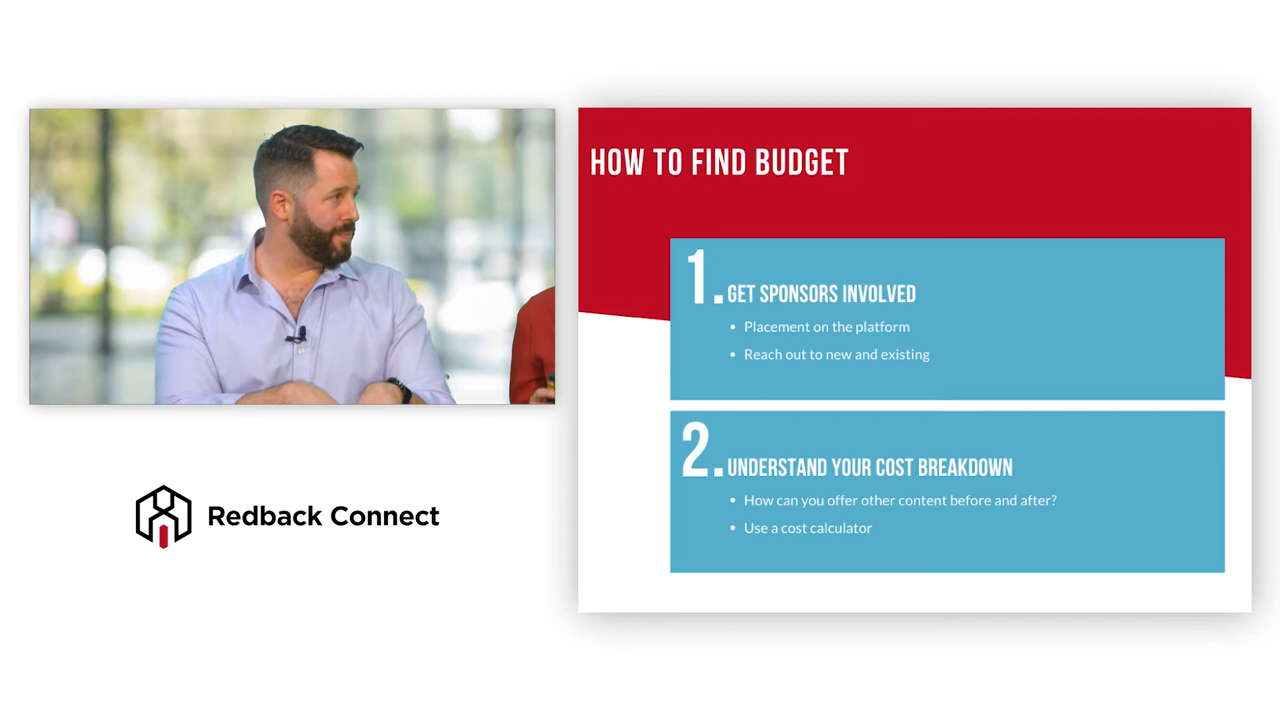 HOW TO FIND BUDGET
1. GET SPONSORS INVOLVED
• Placement on the platform
• Reach out to new and existing
2. UNDERSTAND YOUR COST BREAKDOWN
• How can you offer other content before and after?
• Use a cost calculator
Redback Connect